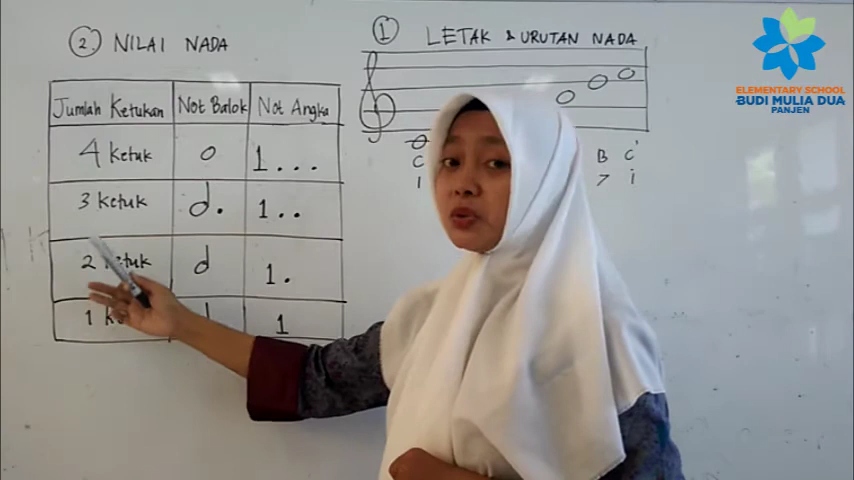 2. NILAI NADA
Jumlah Ketukan Not Balok Not Angka
4 Ketuk 1 . . .
3 Ketuk 1 . .
2 Ketuk 1 .
1 1
1 LETAK & URUTAN NADA
C B C'
1 7 i
ELEMENTARY SCHOOL
BUDI MULIA DUA
PANJEN